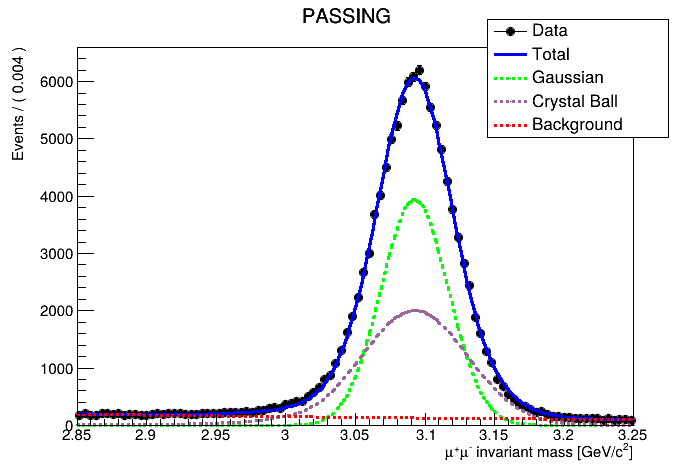 PASSING
Data
Total
Gaussian
Crystal Ball
Background
Events / ( 0.004 )
6000
5000
4000
3000
2000
1000
0
2.85 2.9 2.95 3 3.05 3.1 3.15 3.2 3.25
μ⁺μ⁻ invariant mass [GeV/c²]